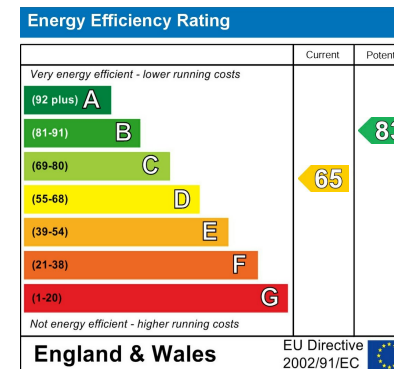 Energy Efficiency Rating
Current
Very energy efficient - lower running costs
(92 plus) A
(81-91) B
(69-80) C
65
(55-68) D
(39-54) E
(21-38) F
(1-20) G
Not energy efficient - higher running costs
England & Wales
EU Directive
2002/91/EC